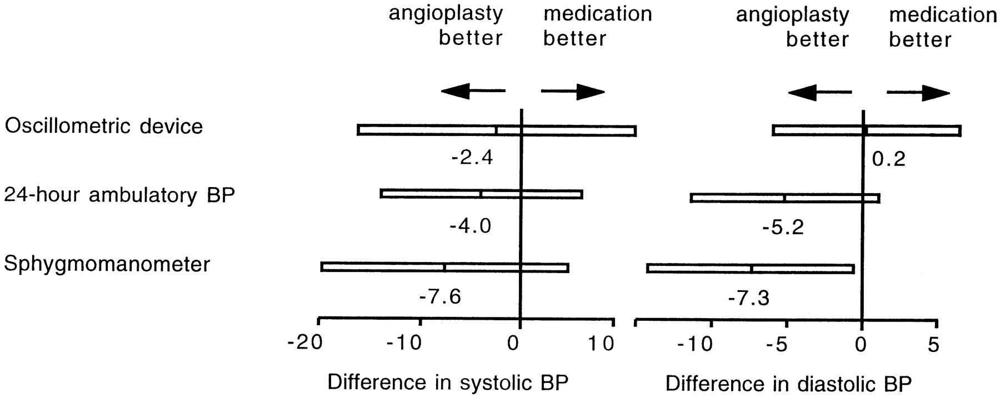 angioplasty medication angioplasty medication
better better better better
Oscillometric device
-2.4 0.2
24-hour ambulatory BP
-4.0 -5.2
Sphygmomanometer
-7.6 -7.3
-20 -10 0 10 -10 -5 0 5
Difference in systolic BP Difference in diastolic BP